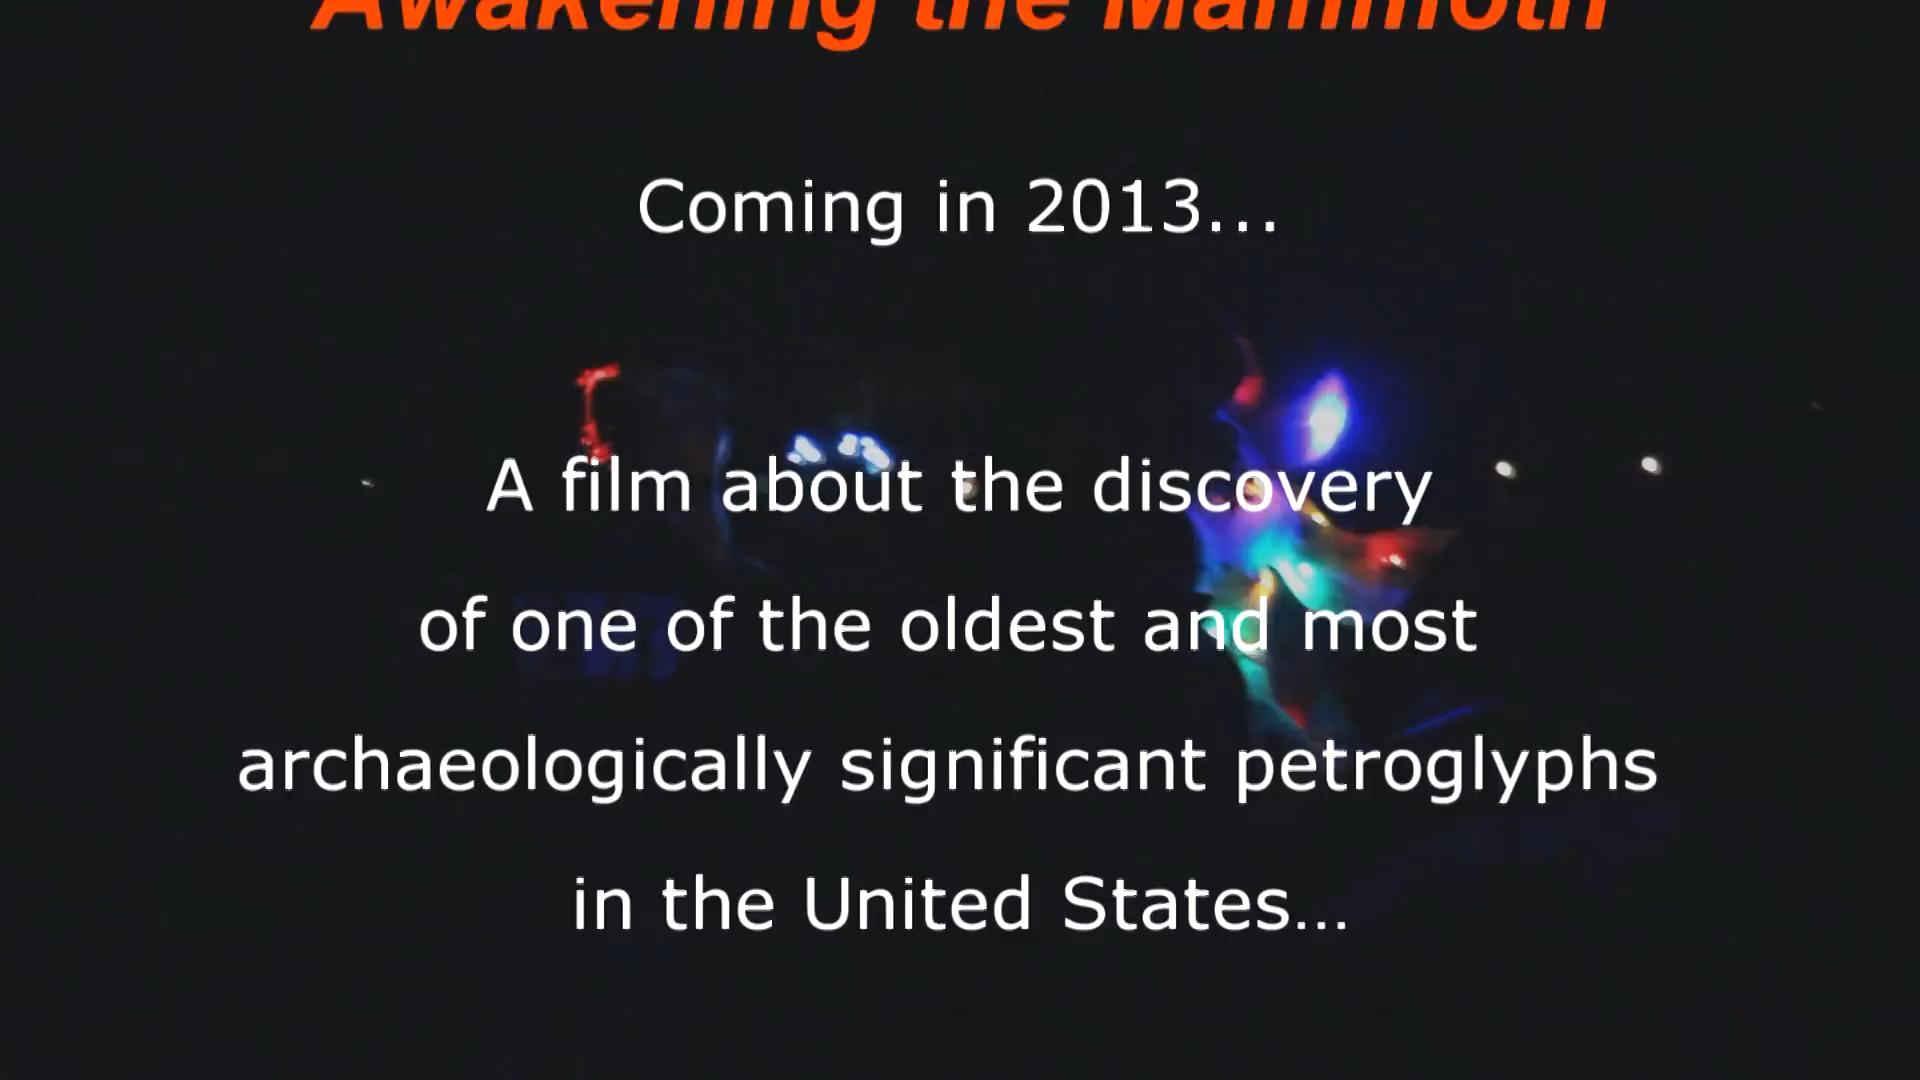 Awakening the Mammoth
Coming in 2013...
A film about the discovery
of one of the oldest and most
archaeologically significant petroglyphs
in the United States...